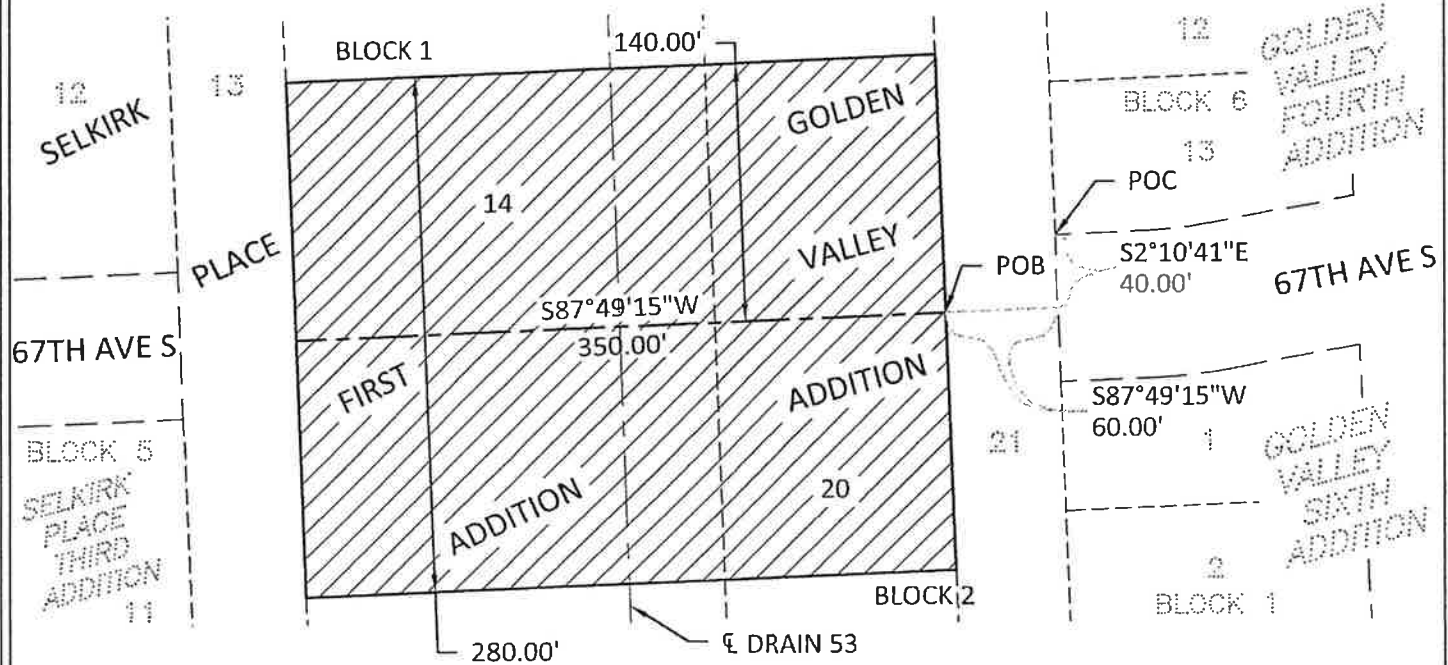 BLOCK 1
140.00'
12
SELKIRK
13
PLACE
67TH AVE S
BLOCK 5
SELKIRK
PLACE
THIRD
ADDITION
11
14
GOLDEN
VALLEY
S87°49'15"W
350.00'
FIRST
ADDITION
ADDITION
20
BLOCK 2
280.00'
℄ DRAIN 53
POB
POC
12
BLOCK 6
13
GOLDEN
VALLEY
FOURTH
ADDITION
S2°10'41"E
40.00'
67TH AVE S
S87°49'15"W
60.00'
21
1
GOLDEN
VALLEY
SIXTH
ADDITION
2
BLOCK 1